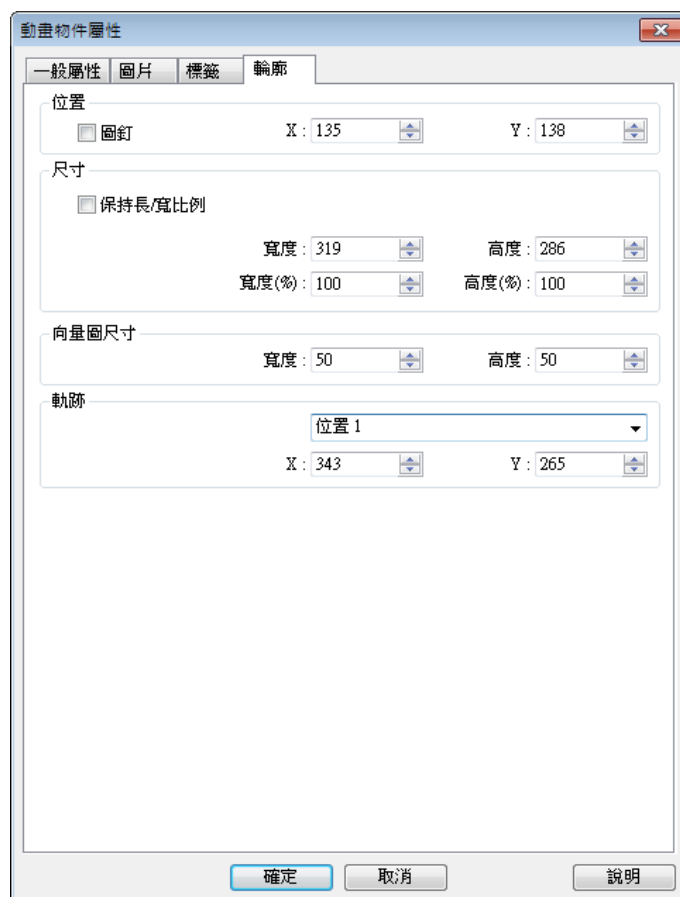 動畫物件屬性
一般屬性 圖片 標籤 輪廓
位置
圖釘 X : 135 Y : 138
尺寸
保持長/寬比例
寬度 : 319 高度 : 286
寬度(%) : 100 高度(%) : 100
向量圖尺寸
寬度 : 50 高度 : 50
軌跡
位置 1
X : 343 Y : 265
確定 取消 說明